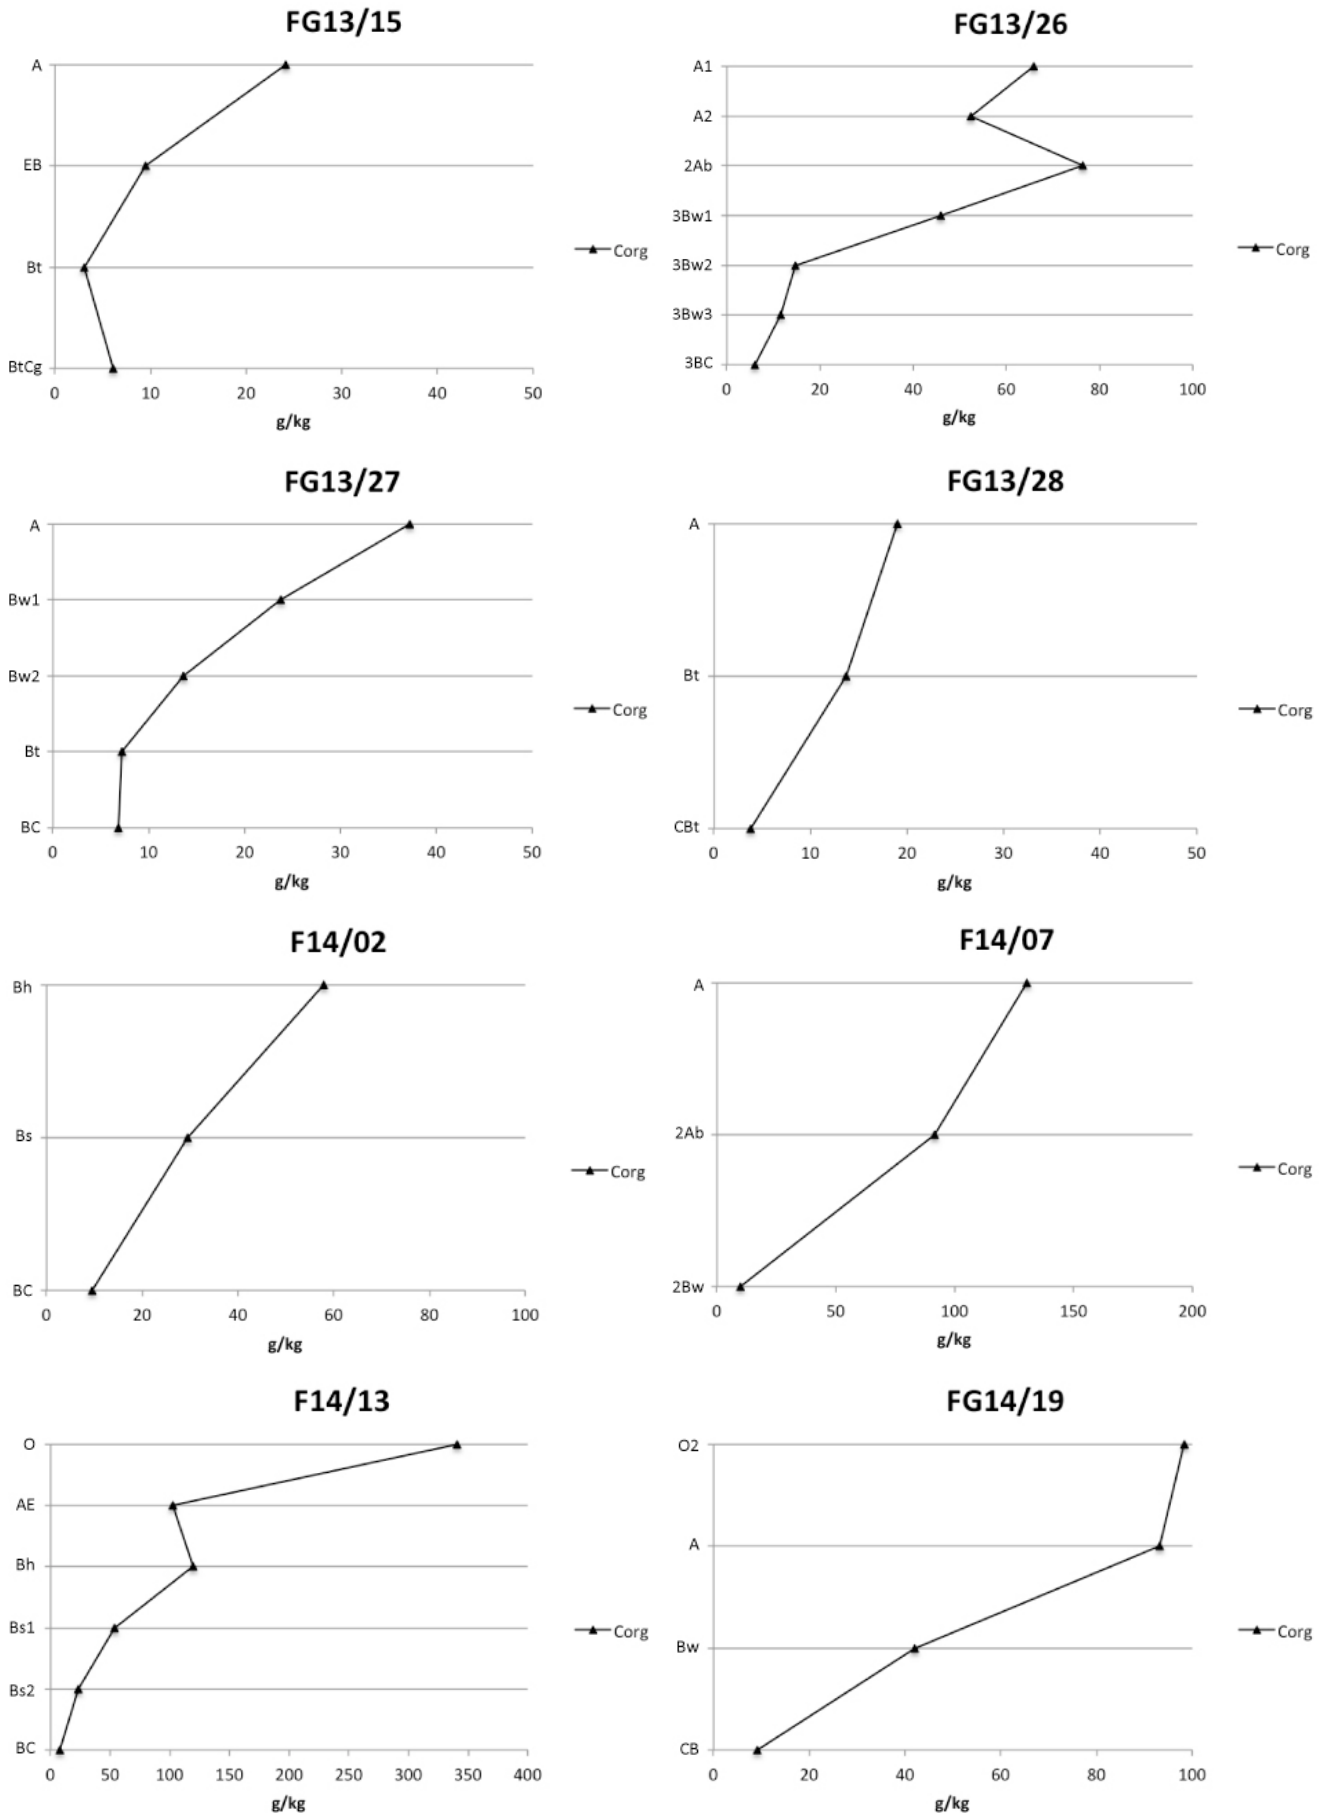 FG13/15
A
EB
Bt
BtCg
0 10 20 30 40 50
g/kg
Corg
FG13/26
A1
A2
2Ab
3Bw1
3Bw2
3Bw3
3BC
0 20 40 60 80 100
g/kg
Corg
FG13/27
A
Bw1
Bw2
Bt
BC
0 10 20 30 40 50
g/kg
Corg
FG13/28
A
Bt
CBt
0 10 20 30 40 50
g/kg
Corg
F14/02
Bh
Bs
BC
0 20 40 60 80 100
g/kg
Corg
F14/07
A
2Ab
2Bw
0 50 100 150 200
g/kg
Corg
F14/13
O
AE
Bh
Bs1
Bs2
BC
0 50 100 150 200 250 300 350 400
g/kg
Corg
FG14/19
O2
A
Bw
CB
0 20 40 60 80 100
g/kg
Corg